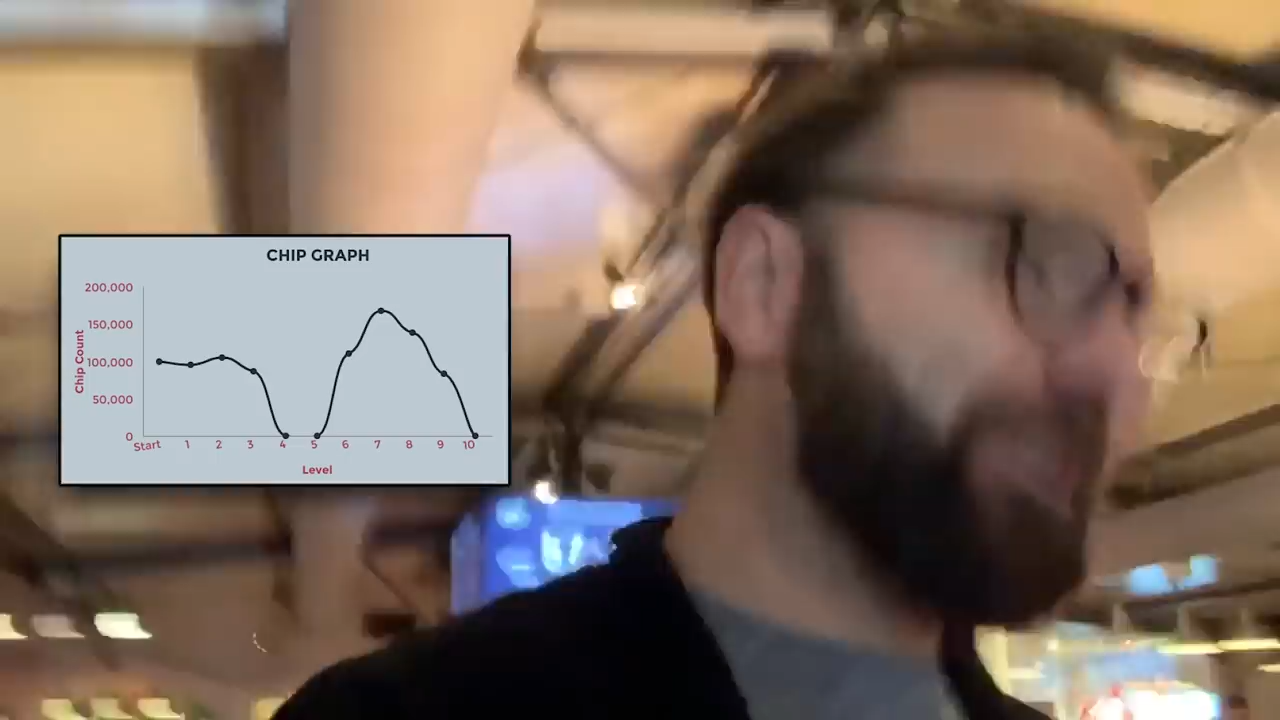 CHIP GRAPH
200,000
150,000
100,000
50,000
0
Chip Count
Start 1 2 3 4 5 6 7 8 9 10
Level